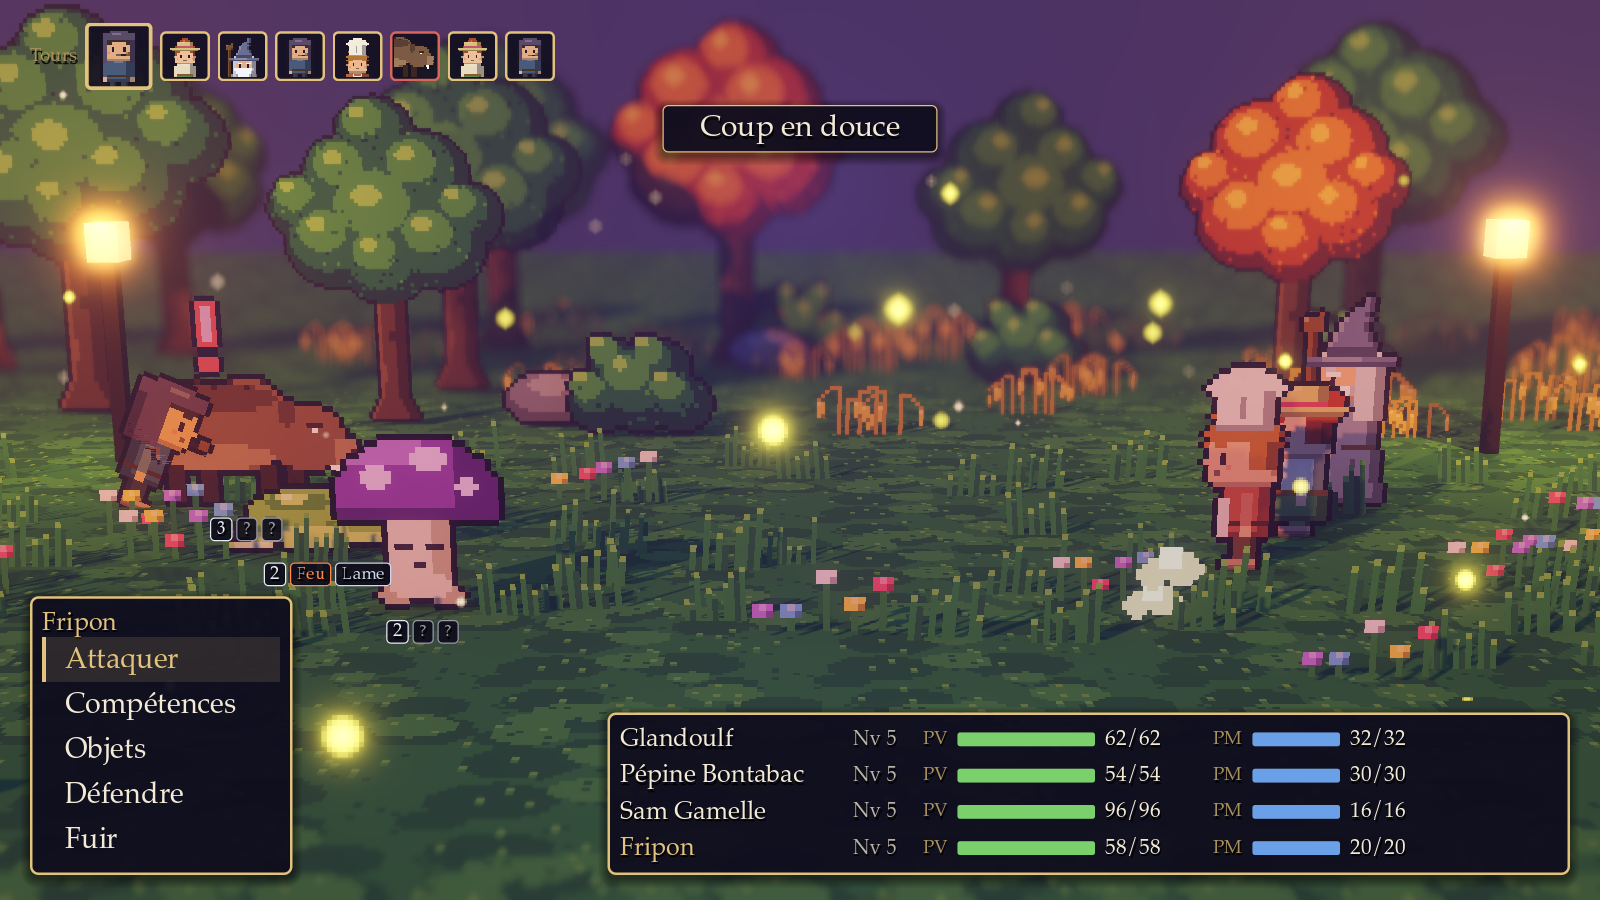 Tours
Coup en douce
3 ? ?
2 Feu Lame
2 ? ?
Fripon
Attaquer
Compétences
Objets
Défendre
Fuir
Glandoulf Nv 5 PV 62/62 PM 32/32
Pépine Bontabac Nv 5 PV 54/54 PM 30/30
Sam Gamelle Nv 5 PV 96/96 PM 16/16
Fripon Nv 5 PV 58/58 PM 20/20